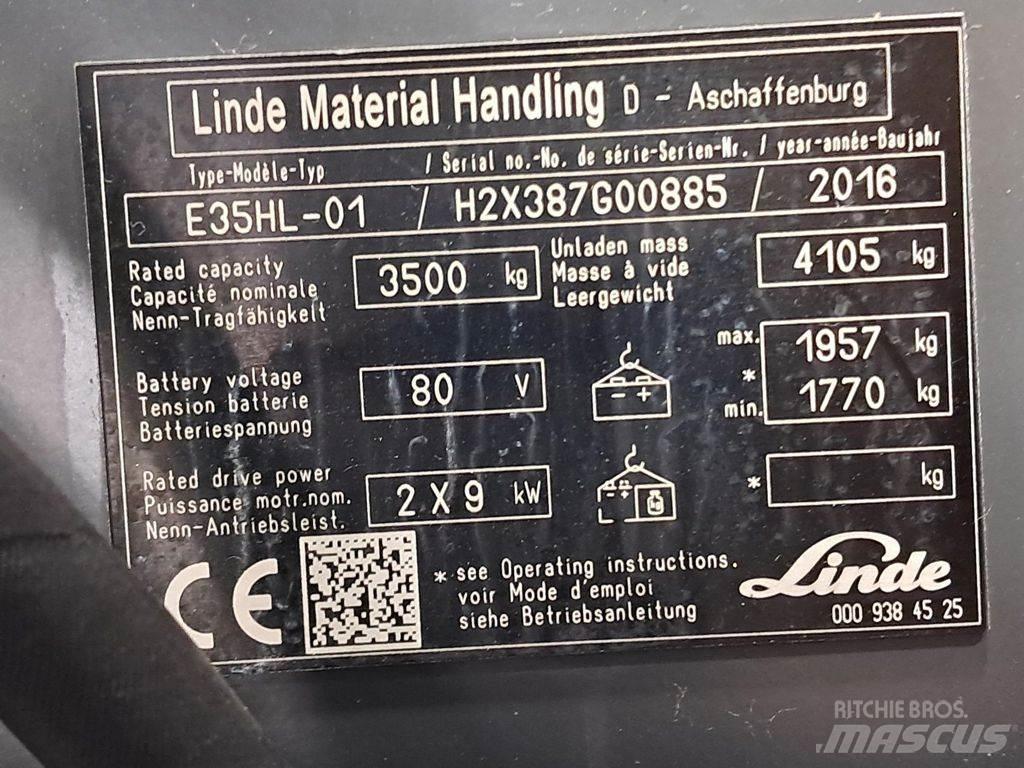 Linde Material Handling D - Aschaffenburg
Type-Modèle-Typ / Serial no.-No. de série-Serien-Nr. / year-année-Baujahr
E35HL-01 / H2X387G00885 / 2016
Rated capacity
Capacité nominale
Nenn-Tragfähigkeit
3500 kg
Unladen mass
Masse à vide
Leergewicht
4105 kg
Battery voltage
Tension batterie
Batteriespannung
80 V
- +
max. 1957 kg
*
min. 1770 kg
Rated drive power
Puissance motr.nom.
Nenn-Antriebsleist.
2 X 9 kW
- +
kg
* kg
CE
* see Operating instructions.
voir Mode d'emploi
siehe Betriebsanleitung
Linde
000 938 45 25
RITCHIE BROS.
MASCUS